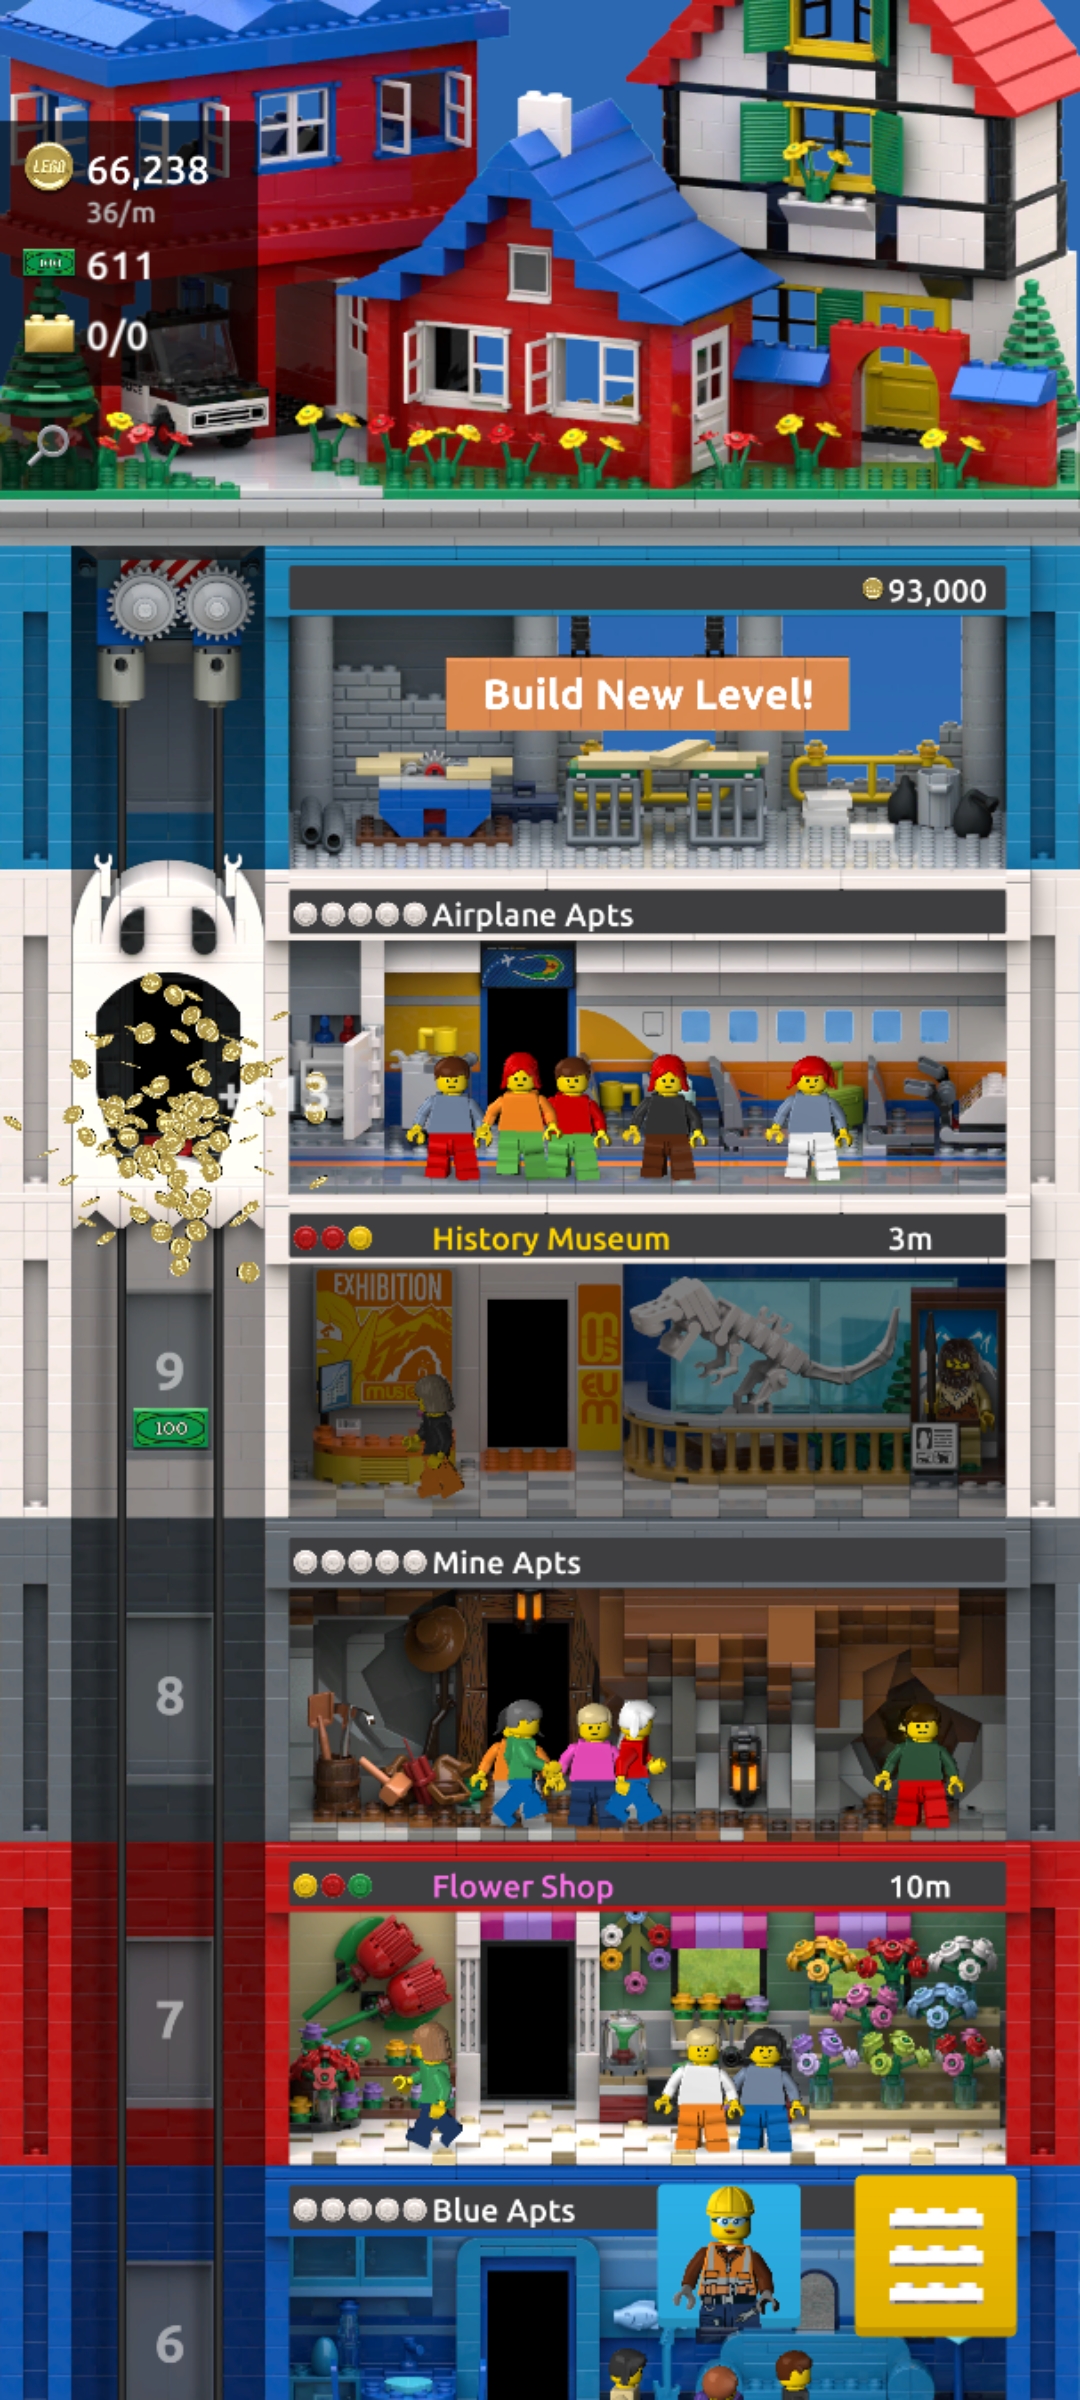 LEGO
66,238
36/m
611
0/0
93,000
Build New Level!
Airplane Apts
History Museum
3m
EXHIBITION
MUSEUM
9
100
Mine Apts
8
Flower Shop
10m
7
Blue Apts
6